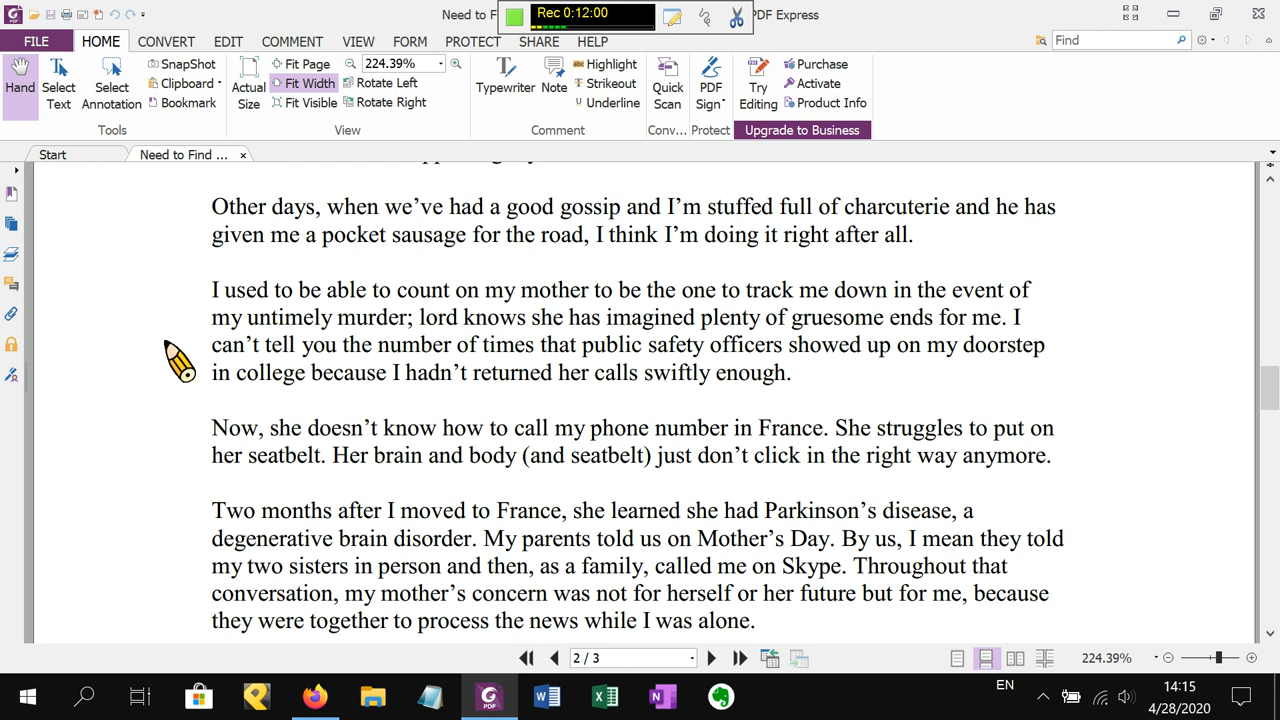 Need to F
Rec 0:12:00
PDF Express
FILE HOME CONVERT EDIT COMMENT VIEW FORM PROTECT SHARE HELP
Find
Hand
Select Text
Select Annotation
SnapShot
Clipboard
Bookmark
Tools
Actual Size
Fit Page
Fit Width
Fit Visible
224.39%
Rotate Left
Rotate Right
View
Typewriter
Note
Highlight
Strikeout
Underline
Comment
Quick Scan
Conv...
PDF Sign
Protect
Try Editing
Purchase
Activate
Product Info
Upgrade to Business
Start
Need to Find ...
Other days, when we’ve had a good gossip and I’m stuffed full of charcuterie and he has
given me a pocket sausage for the road, I think I’m doing it right after all.
I used to be able to count on my mother to be the one to track me down in the event of
my untimely murder; lord knows she has imagined plenty of gruesome ends for me. I
can’t tell you the number of times that public safety officers showed up on my doorstep
in college because I hadn’t returned her calls swiftly enough.
Now, she doesn’t know how to call my phone number in France. She struggles to put on
her seatbelt. Her brain and body (and seatbelt) just don’t click in the right way anymore.
Two months after I moved to France, she learned she had Parkinson’s disease, a
degenerative brain disorder. My parents told us on Mother’s Day. By us, I mean they told
my two sisters in person and then, as a family, called me on Skype. Throughout that
conversation, my mother’s concern was not for herself or her future but for me, because
they were together to process the news while I was alone.
2 / 3
224.39%
EN
14:15
4/28/2020